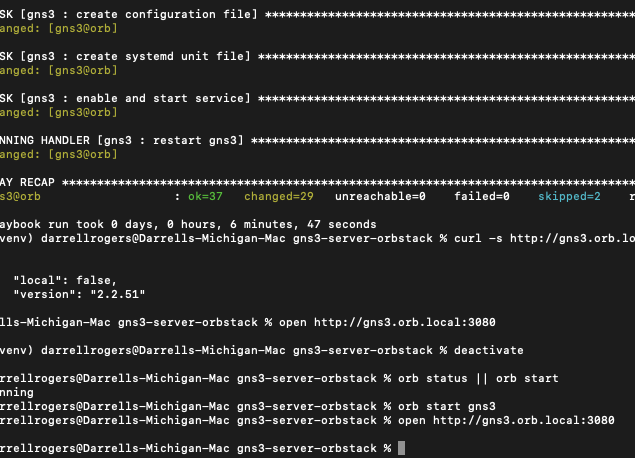 SK [gns3 : create configuration file] *****************************************************
anged: [gns3@orb]
SK [gns3 : create systemd unit file] ******************************************************
anged: [gns3@orb]
SK [gns3 : enable and start service] ******************************************************
anged: [gns3@orb]
NNING HANDLER [gns3 : restart gns3] *******************************************************
anged: [gns3@orb]
AY RECAP **********************************************************************************
s3@orb : ok=37 changed=29 unreachable=0 failed=0 skipped=2 r
aybook run took 0 days, 0 hours, 6 minutes, 47 seconds
venv) darrellrogers@Darrells-Michigan-Mac gns3-server-orbstack % curl -s http://gns3.orb.lo
"local": false,
"version": "2.2.51"
lls-Michigan-Mac gns3-server-orbstack % open http://gns3.orb.local:3080
venv) darrellrogers@Darrells-Michigan-Mac gns3-server-orbstack % deactivate
rrellrogers@Darrells-Michigan-Mac gns3-server-orbstack % orb status || orb start
nning
rrellrogers@Darrells-Michigan-Mac gns3-server-orbstack % orb start gns3
rrellrogers@Darrells-Michigan-Mac gns3-server-orbstack % open http://gns3.orb.local:3080
rrellrogers@Darrells-Michigan-Mac gns3-server-orbstack %